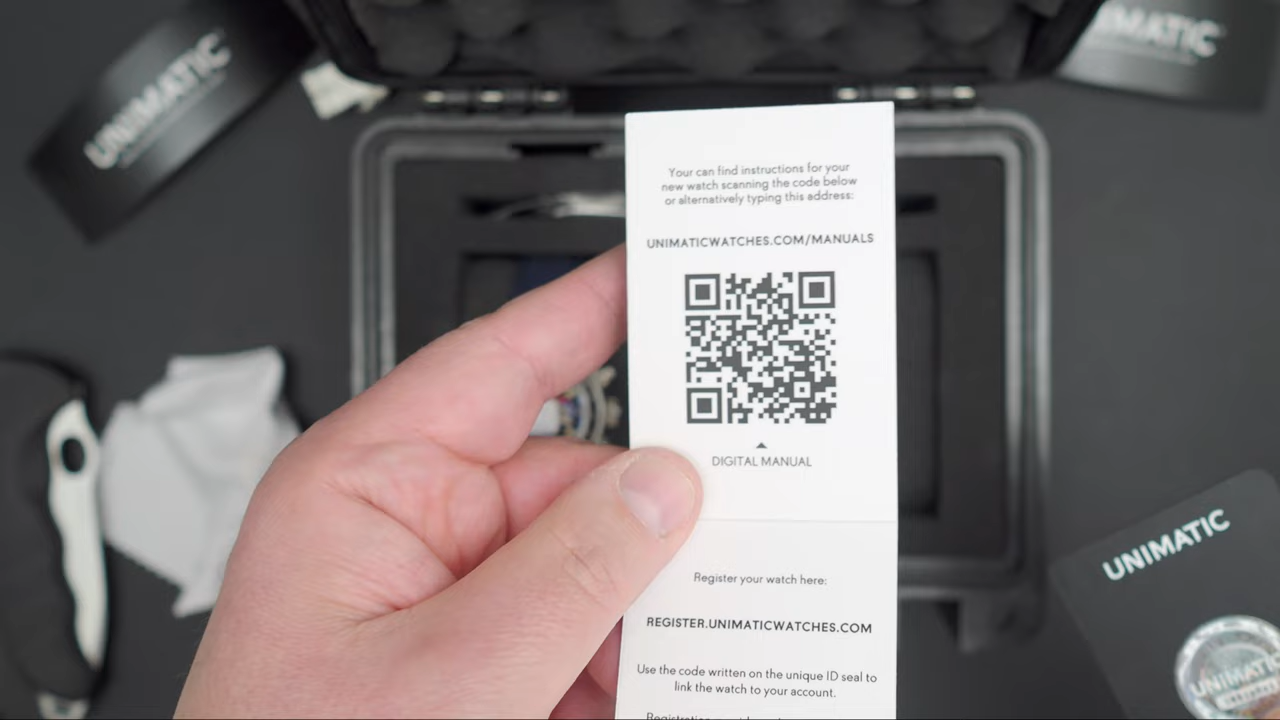 UNIMATIC
UNIMATIC
Your can find instructions for your
new watch scanning the code below
or alternatively typing this address:
UNIMATICWATCHES.COM/MANUALS
DIGITAL MANUAL
Register your watch here:
REGISTER.UNIMATICWATCHES.COM
Use the code written on the unique ID seal to
link the watch to your account.
UNIMATIC
UNIMATIC